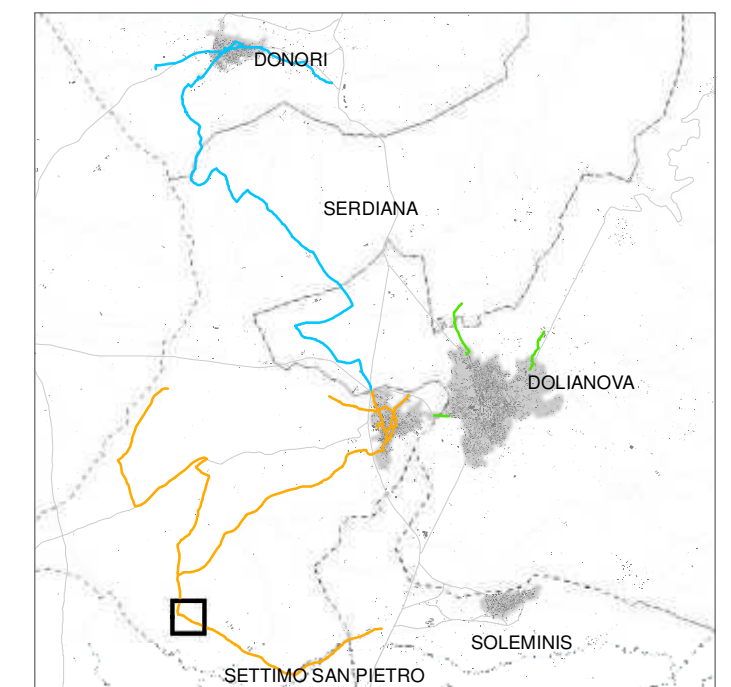 DONORI
SERDIANA
DOLIANOVA
SOLEMINIS
SETTIMO SAN PIETRO